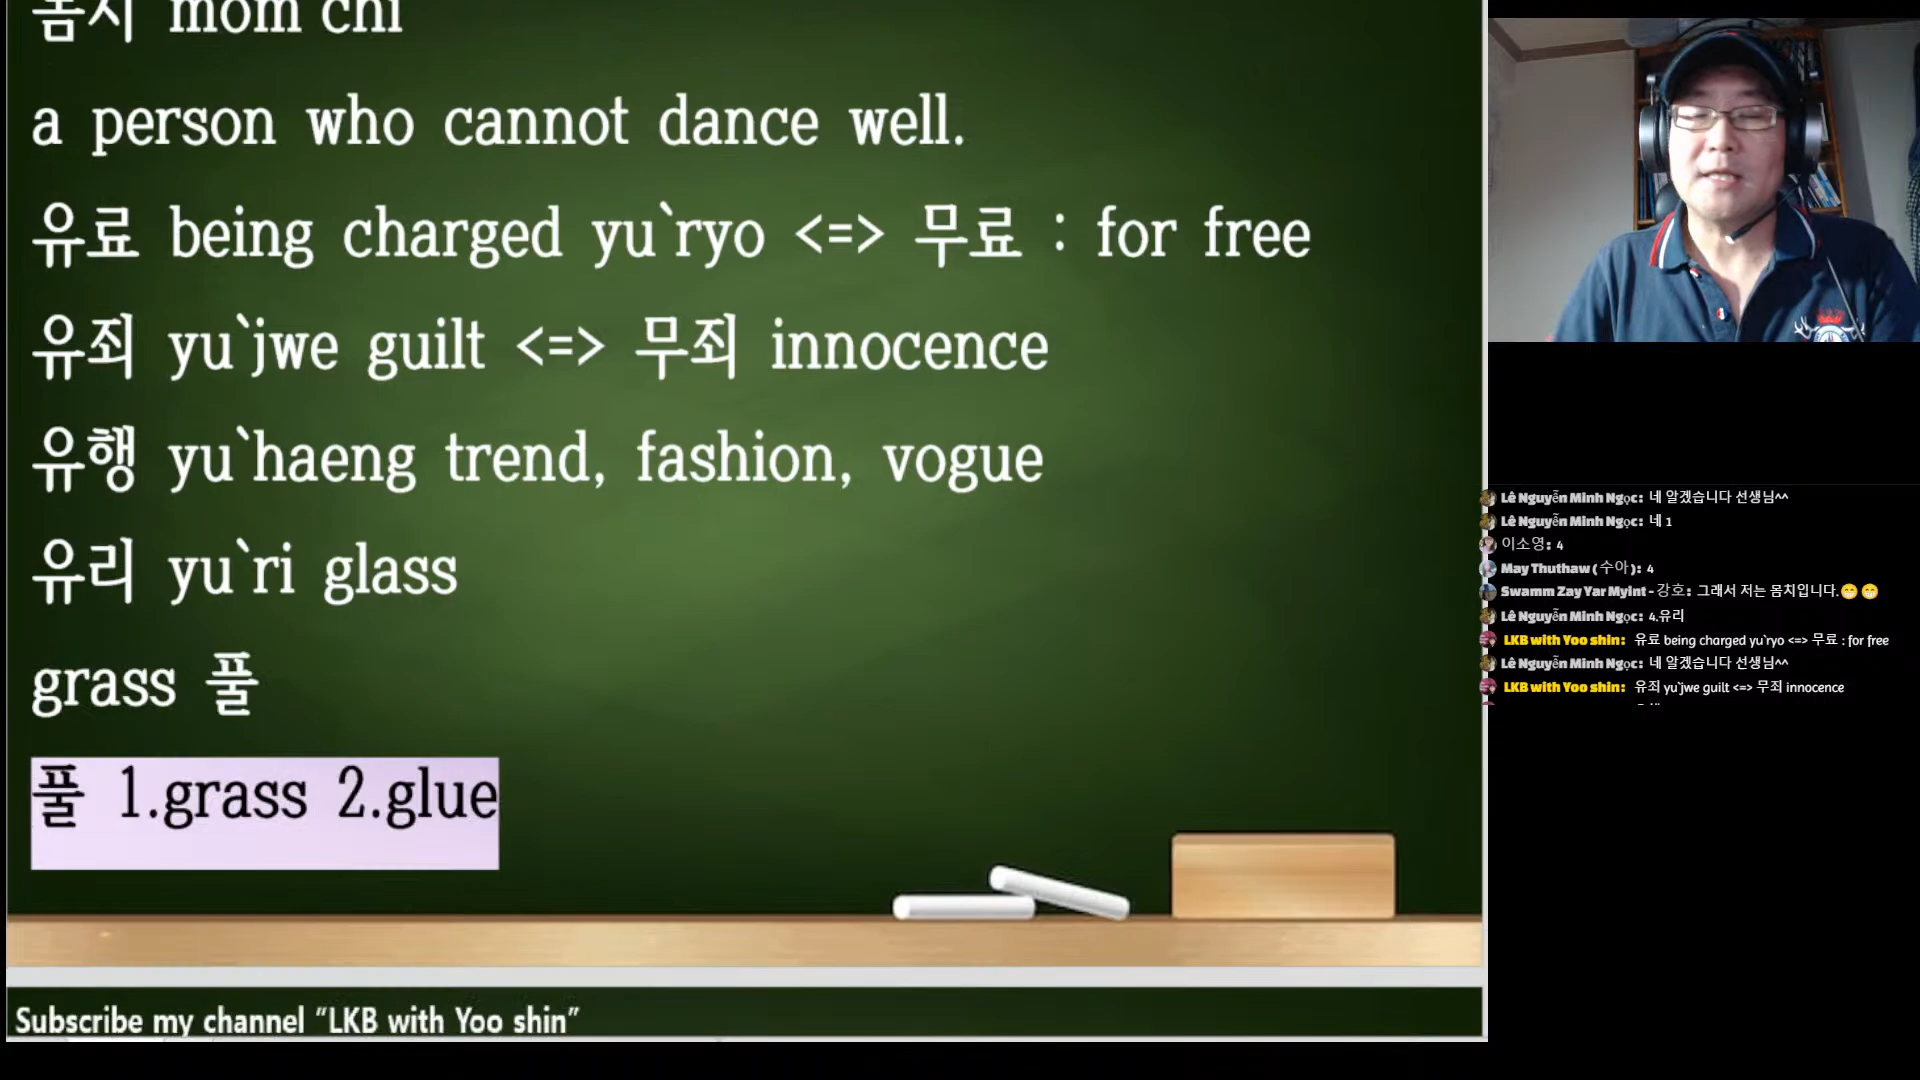 몸치 mom chi
a person who cannot dance well.
유료 being charged yu`ryo <=> 무료 : for free
유죄 yu`jwe guilt <=> 무죄 innocence
유행 yu`haeng trend, fashion, vogue
유리 yu`ri glass
grass 풀
풀 1.grass 2.glue
Subscribe my channel “LKB with Yoo shin”
Lê Nguyễn Minh Ngọc: 네 알겠습니다 선생님^^
Lê Nguyễn Minh Ngọc: 네 1
이소영: 4
May Thuthaw ( 수아 ): 4
Swamm Zay Yar Myint - 강호: 그래서 저는 몸치입니다.😁😁
Lê Nguyễn Minh Ngọc: 4.유리
LKB with Yoo shin: 유료 being charged yu`ryo <=> 무료 : for free
Lê Nguyễn Minh Ngọc: 네 알겠습니다 선생님^^
LKB with Yoo shin: 유죄 yu`jwe guilt <=> 무죄 innocence